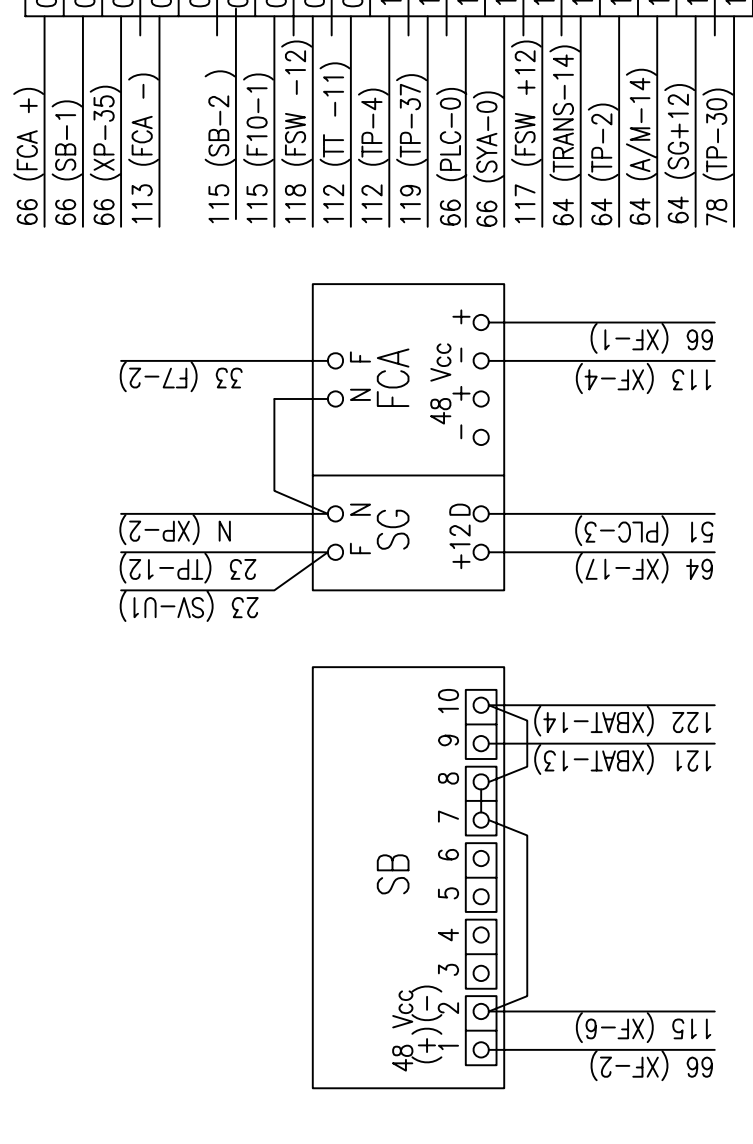 66 (FCA +)
66 (SB-1)
66 (XP-35)
113 (FCA -)
115 (SB-2 )
115 (F10-1)
118 (FSW -12)
112 (TT -11)
112 (TP-4)
119 (TP-37)
66 (PLC-0)
66 (SYA-0)
117 (FSW +12)
64 (TRANS-14)
64 (TP-2)
64 (A/M-14)
64 (SG+12)
78 (TP-30)
33 (F7-2)
F
N
FCA
48 Vcc
+
-
+
-
66 (XF-1)
113 (XF-4)
N (XP-2)
23 (TP-12)
23 (SV-U1)
N
F
SG
D
+12
51 (PLC-3)
64 (XF-17)
SB
10
9
8
7
6
5
4
3
2
1
48 Vcc
(+)(-)
122 (XBAT-14)
121 (XBAT-13)
115 (XF-6)
66 (XF-2)